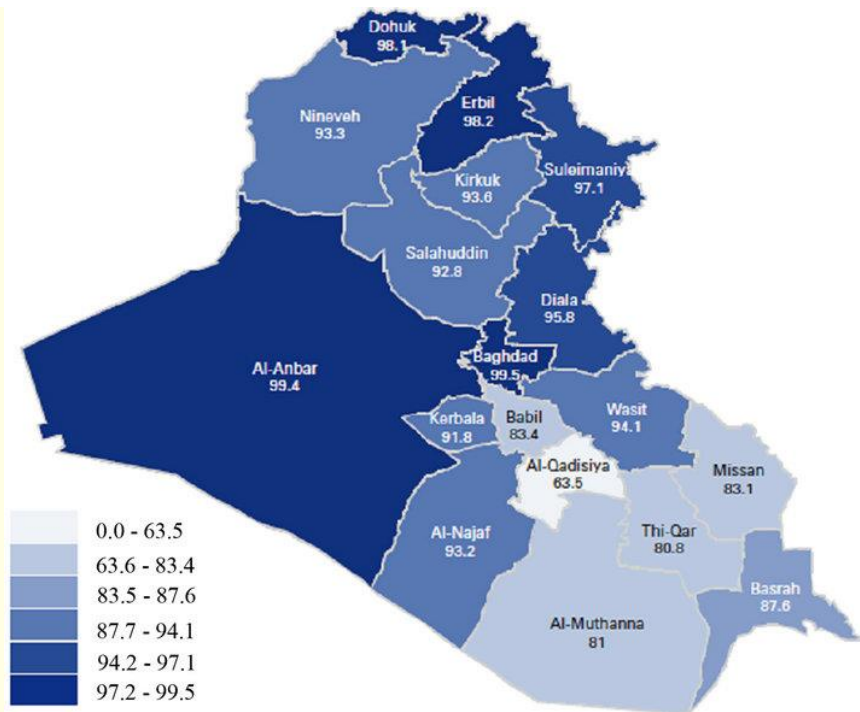 Dohuk
98.1
Erbil
98.2
Nineveh
93.3
Suleimaniya
97.1
Kirkuk
93.6
Salahuddin
92.8
Diala
95.8
Baghdad
99.5
Al-Anbar
99.4
Kerbala
91.8
Babil
83.4
Wasit
94.1
Al-Qadisiya
63.5
Missan
83.1
Al-Najaf
93.2
Thi-Qar
80.8
Basrah
87.6
Al-Muthanna
81
0.0 - 63.5
63.6 - 83.4
83.5 - 87.6
87.7 - 94.1
94.2 - 97.1
97.2 - 99.5